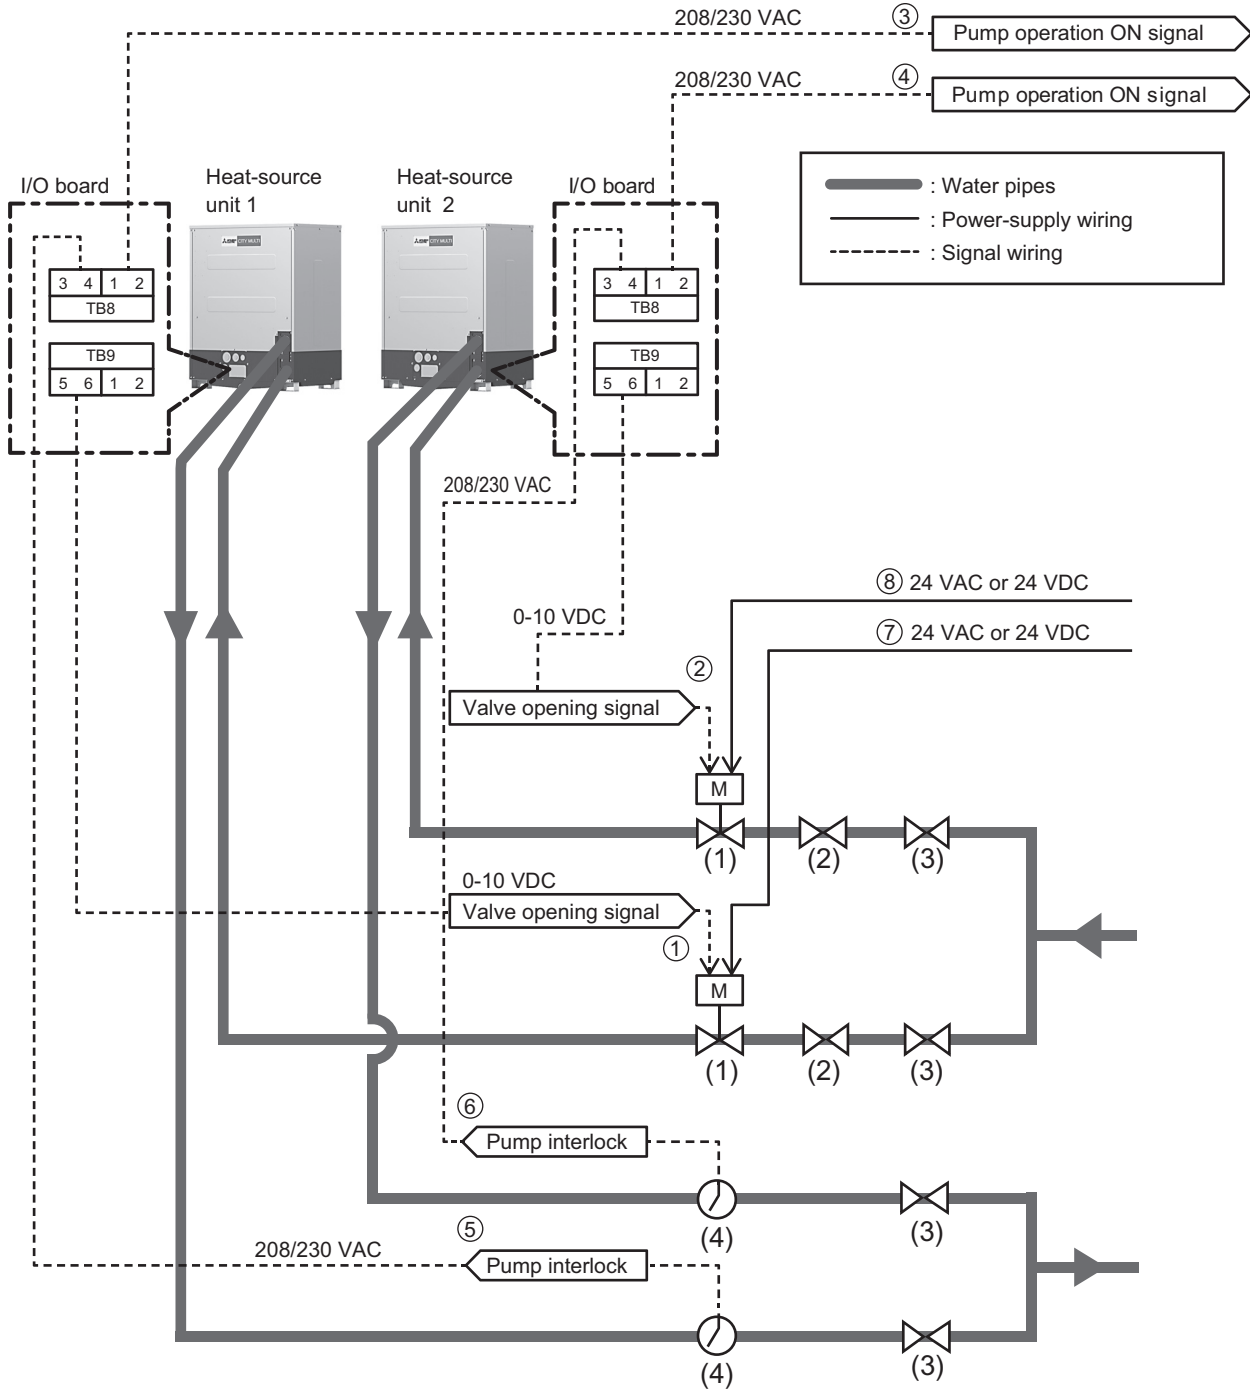 208/230 VAC
③
Pump operation ON signal
208/230 VAC
④
Pump operation ON signal
I/O board
Heat-source
unit 1
Heat-source
unit 2
I/O board
: Water pipes
: Power-supply wiring
: Signal wiring
CITY MULTI
CITY MULTI
3 4 1 2
TB8
TB9
5 6 1 2
3 4 1 2
TB8
TB9
5 6 1 2
208/230 VAC
⑧ 24 VAC or 24 VDC
0-10 VDC
⑦ 24 VAC or 24 VDC
②
Valve opening signal
M
(1)
(2)
(3)
0-10 VDC
Valve opening signal
①
M
(1)
(2)
(3)
⑥
Pump interlock
(4)
(3)
⑤
208/230 VAC
Pump interlock
(4)
(3)